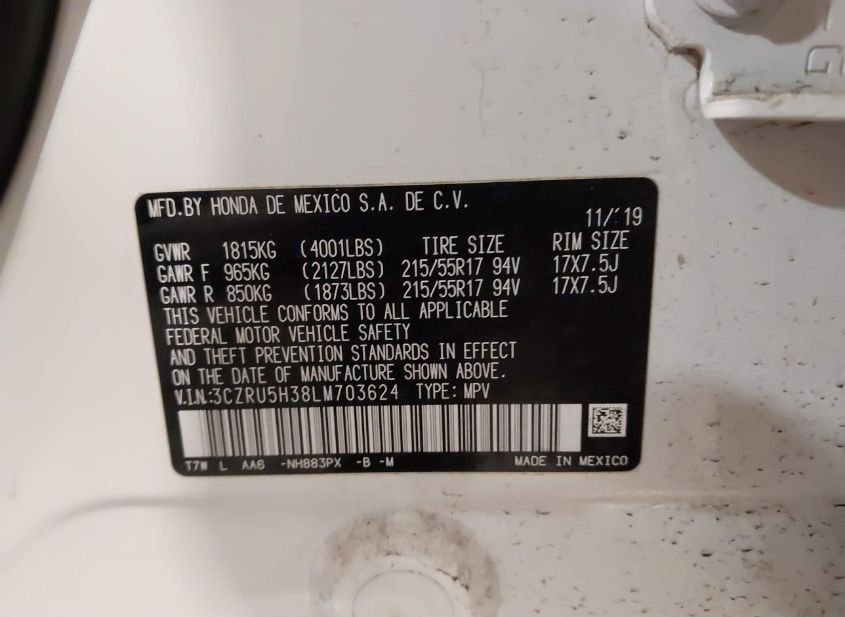 G
MFD.BY HONDA DE MEXICO S.A. DE C.V.
11/'19
GVWR 1815KG (4001LBS) TIRE SIZE RIM SIZE
GAWR F 965KG (2127LBS) 215/55R17 94V 17X7.5J
GAWR R 850KG (1873LBS) 215/55R17 94V 17X7.5J
THIS VEHICLE CONFORMS TO ALL APPLICABLE
FEDERAL MOTOR VEHICLE SAFETY
AND THEFT PREVENTION STANDARDS IN EFFECT
ON THE DATE OF MANUFACTURE SHOWN ABOVE.
V.I.N.:3CZRU5H38LM703624 TYPE: MPV
T7W L AA6 -NH883PX -B -M MADE IN MEXICO